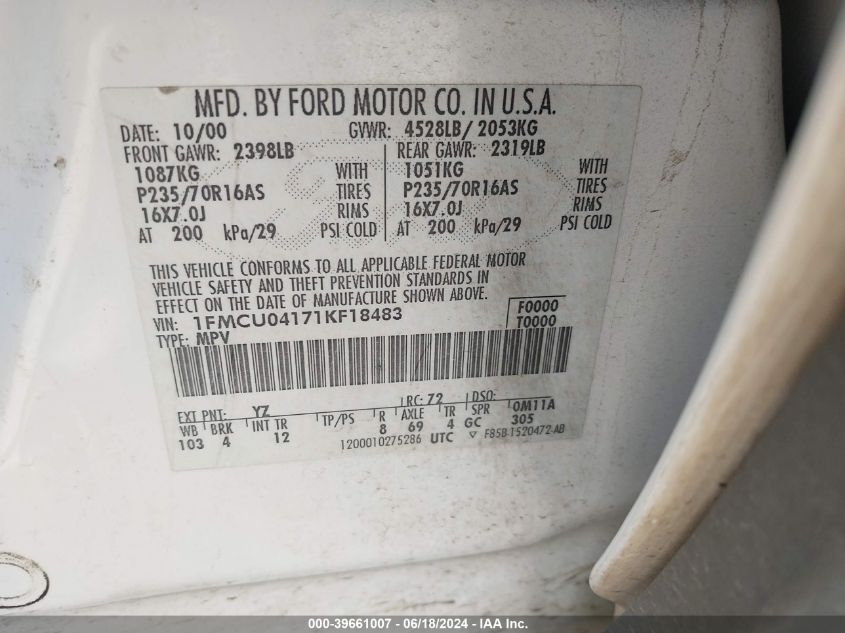 MFD. BY FORD MOTOR CO. IN U.S.A.
DATE: 10/00 GVWR: 4528LB/ 2053KG
FRONT GAWR: 2398LB REAR GAWR: 2319LB
1087KG WITH 1051KG WITH
P235/70R16AS TIRES P235/70R16AS TIRES
16X7.0J RIMS 16X7.0J RIMS
AT 200 kPa/29 PSI COLD AT 200 kPa/29 PSI COLD
THIS VEHICLE CONFORMS TO ALL APPLICABLE FEDERAL MOTOR
VEHICLE SAFETY AND THEFT PREVENTION STANDARDS IN
EFFECT ON THE DATE OF MANUFACTURE SHOWN ABOVE.
VIN: 1FMCU04171KF18483 F0000
TYPE: MPV T0000
EXT PNT: YZ RC: 72 DSO:
WB BRK INT TR TP/PS R AXLE TR SPR 0M11A
103 4 12 8 69 4 GC 305
1200010275286 UTC F85B-1520472-AB
000-39661007 - 06/18/2024 - IAA Inc.